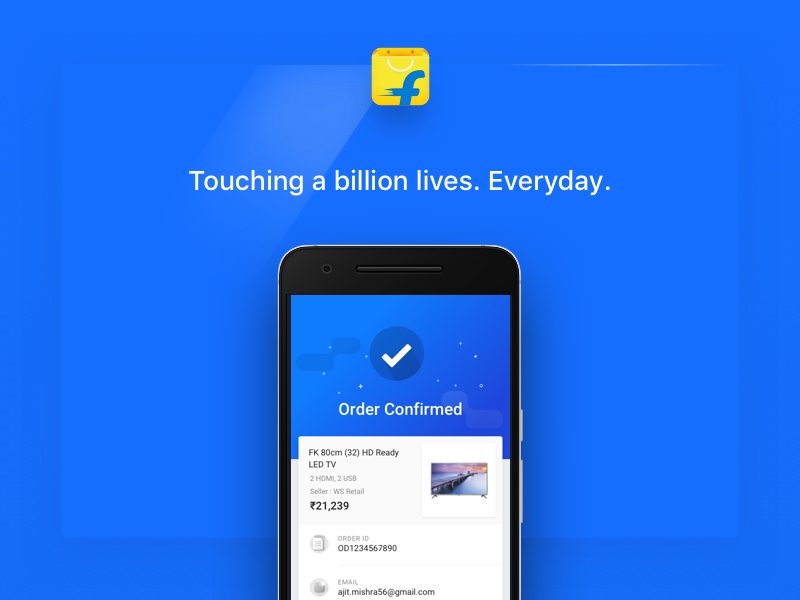 f
Touching a billion lives. Everyday.
Order Confirmed
FK 80cm (32) HD Ready
LED TV
2 HDMI, 2 USB
Seller : WS Retail
₹21,239
ORDER ID
OD1234567890
EMAIL
ajit.mishra56@gmail.com